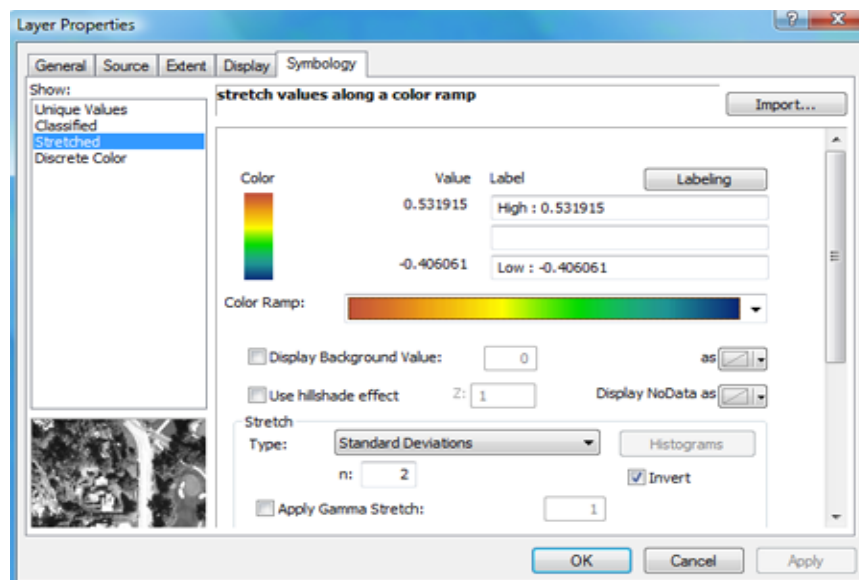 Layer Properties
General Source Extent Display Symbology
Show:
Unique Values
Classified
Stretched
Discrete Color
stretch values along a color ramp
Import...
Color Value Label Labeling
0.531915 High : 0.531915
-0.406061 Low : -0.406061
Color Ramp:
Display Background Value: 0 as
Use hillshade effect Z: 1 Display NoData as
Stretch
Type: Standard Deviations Histograms
n: 2 Invert
Apply Gamma Stretch: 1
OK Cancel Apply